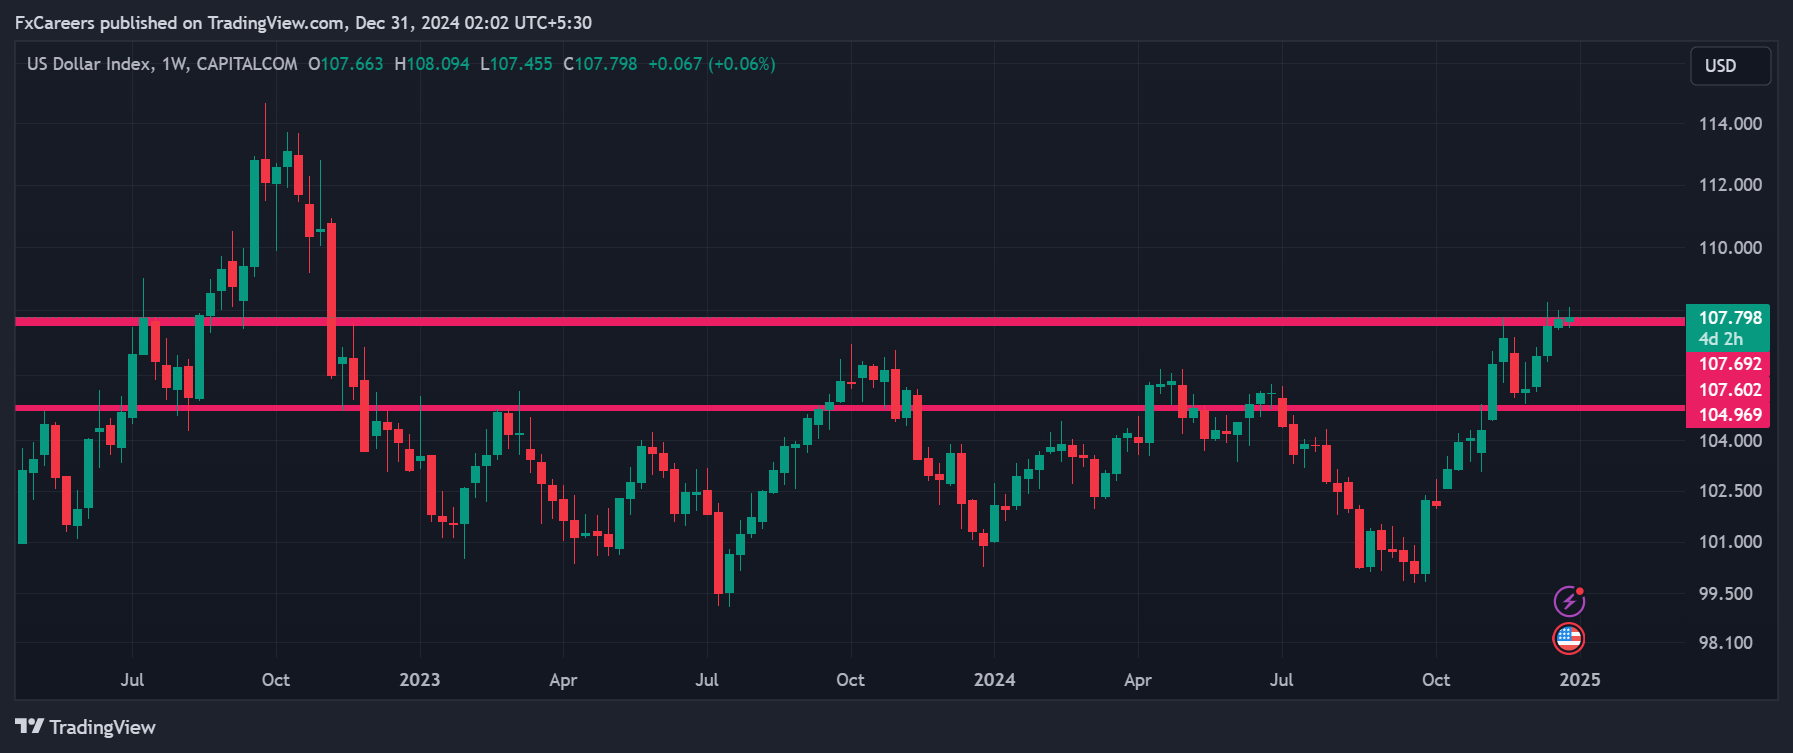 FxCareers published on TradingView.com, Dec 31, 2024 02:02 UTC+5:30
US Dollar Index, 1W, CAPITALCOM O107.663 H108.094 L107.455 C107.798 +0.067 (+0.06%)
USD
114.000
112.000
110.000
107.798
4d 2h
107.692
107.602
104.969
104.000
102.500
101.000
99.500
98.100
Jul Oct 2023 Apr Jul Oct 2024 Apr Jul Oct 2025
TradingView